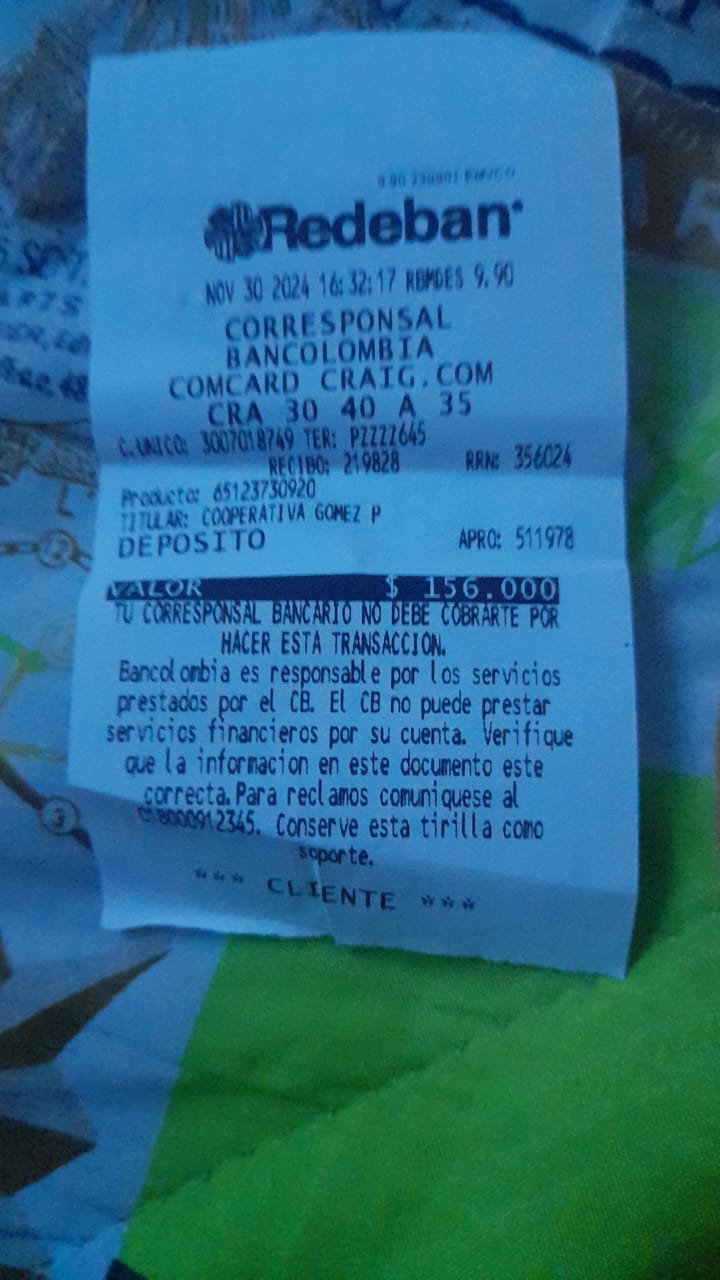 Redeban
NOV 30 2024 16:32:17 RBMDES 9.90
CORRESPONSAL
BANCOLOMBIA
COMCARD CRAIG.COM
CRA 30 40 A 35
C.UNICO: 3007018749 TER: PZZZZ645
RECIBO: 219828 RRN: 356024
Producto: 65123730920
TITULAR: COOPERATIVA GOMEZ P
DEPOSITO APRO: 511978
VALOR $ 156.000
TU CORRESPONSAL BANCARIO NO DEBE COBRARTE POR
HACER ESTA TRANSACCION.
Bancolombia es responsable por los servicios
prestados por el CB. El CB no puede prestar
servicios financieros por su cuenta. Verifique
que la informacion en este documento este
correcta. Para reclamos comuniquese al
018000912345. Conserve esta tirilla como
soporte.
*** CLIENTE ***